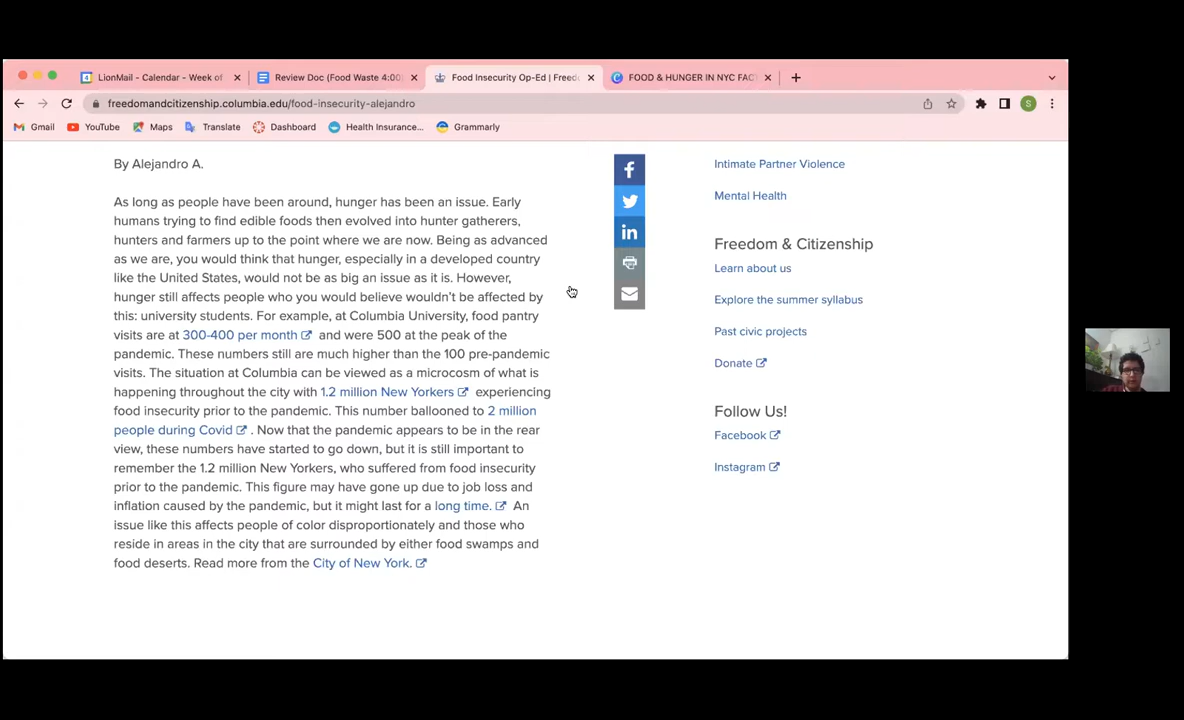 LionMail - Calendar - Week of
Review Doc (Food Waste 4:00)
Food Insecurity Op-Ed | Freed
FOOD & HUNGER IN NYC FAC
freedomandcitizenship.columbia.edu/food-insecurity-alejandro
S
Gmail
YouTube
Maps
Translate
Dashboard
Health Insurance...
Grammarly
By Alejandro A.
As long as people have been around, hunger has been an issue. Early
humans trying to find edible foods then evolved into hunter gatherers,
hunters and farmers up to the point where we are now. Being as advanced
as we are, you would think that hunger, especially in a developed country
like the United States, would not be as big an issue as it is. However,
hunger still affects people who you would believe wouldn't be affected by
this: university students. For example, at Columbia University, food pantry
visits are at 300-400 per month and were 500 at the peak of the
pandemic. These numbers still are much higher than the 100 pre-pandemic
visits. The situation at Columbia can be viewed as a microcosm of what is
happening throughout the city with 1.2 million New Yorkers experiencing
food insecurity prior to the pandemic. This number ballooned to 2 million
people during Covid . Now that the pandemic appears to be in the rear
view, these numbers have started to go down, but it is still important to
remember the 1.2 million New Yorkers, who suffered from food insecurity
prior to the pandemic. This figure may have gone up due to job loss and
inflation caused by the pandemic, but it might last for a long time. An
issue like this affects people of color disproportionately and those who
reside in areas in the city that are surrounded by either food swamps and
food deserts. Read more from the City of New York.
Intimate Partner Violence
Mental Health
Freedom & Citizenship
Learn about us
Explore the summer syllabus
Past civic projects
Donate
Follow Us!
Facebook
Instagram